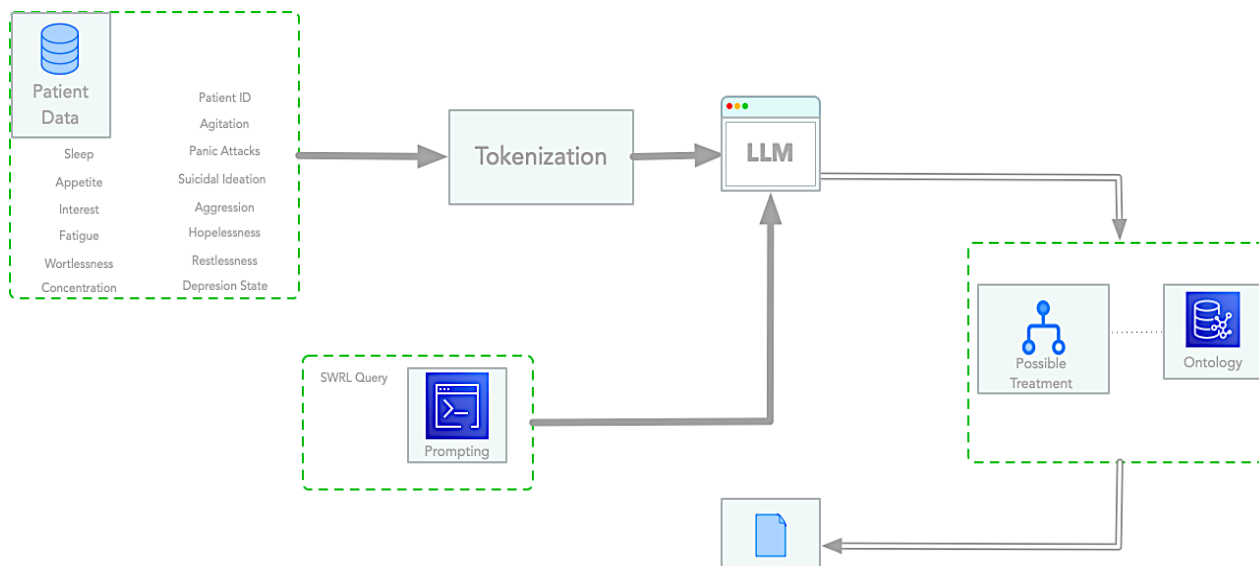 Patient
Data
Sleep
Appetite
Interest
Fatigue
Wortlessness
Concentration
Patient ID
Agitation
Panic Attacks
Suicidal Ideation
Aggression
Hopelessness
Restlessness
Depresion State
Tokenization
LLM
SWRL Query
Prompting
Possible
Treatment
Ontology